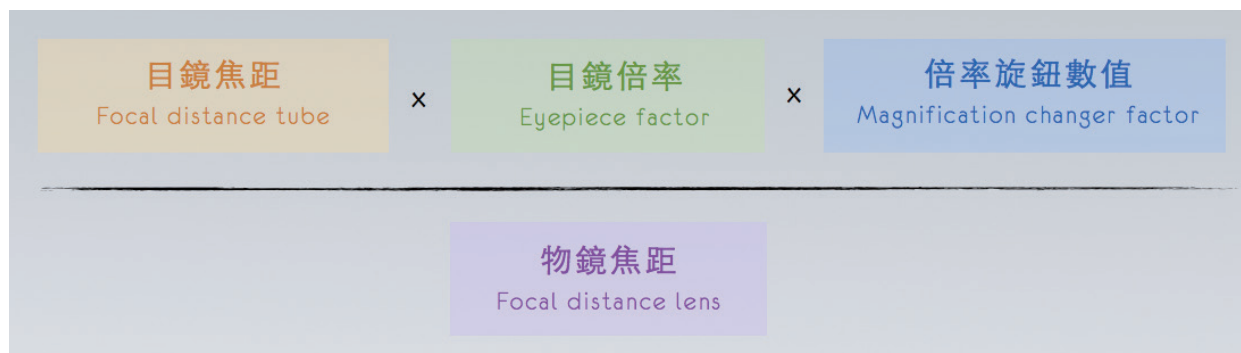 目鏡焦距
Focal distance tube
×
目鏡倍率
Eyepiece factor
×
倍率旋鈕數值
Magnification changer factor
物鏡焦距
Focal distance lens